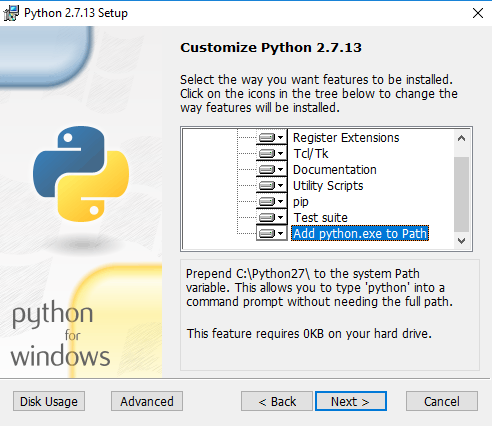 Python 2.7.13 Setup
Customize Python 2.7.13
Select the way you want features to be installed.
Click on the icons in the tree below to change the
way features will be installed.
Register Extensions
Tcl/Tk
Documentation
Utility Scripts
pip
Test suite
Add python.exe to Path
Prepend C:\Python27\ to the system Path
variable. This allows you to type 'python' into a
command prompt without needing the full path.
This feature requires 0KB on your hard drive.
python
for
windows
Disk Usage
Advanced
< Back
Next >
Cancel